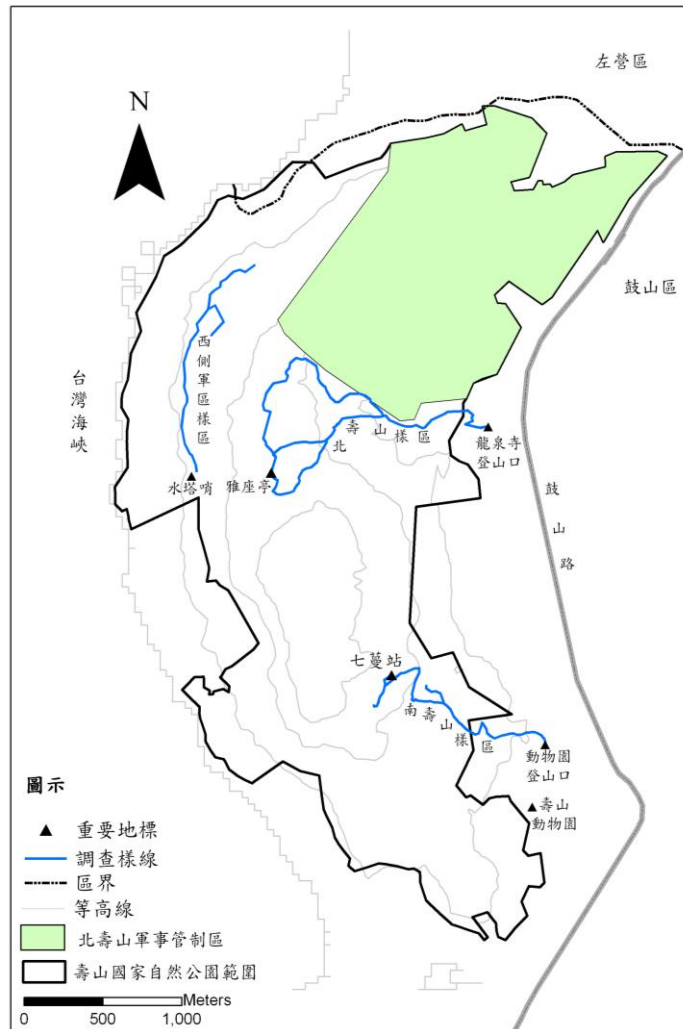 左營區
N
鼓山區
台灣海峽
西側軍區樣區
北壽山樣區
龍泉寺
登山口
水塔哨
雅座亭
鼓山路
七蔓站
南壽山樣區
動物園
登山口
壽山
動物園
圖示
重要地標
調查樣線
區界
等高線
北壽山軍事管制區
壽山國家自然公園範圍
Meters
0 500 1,000